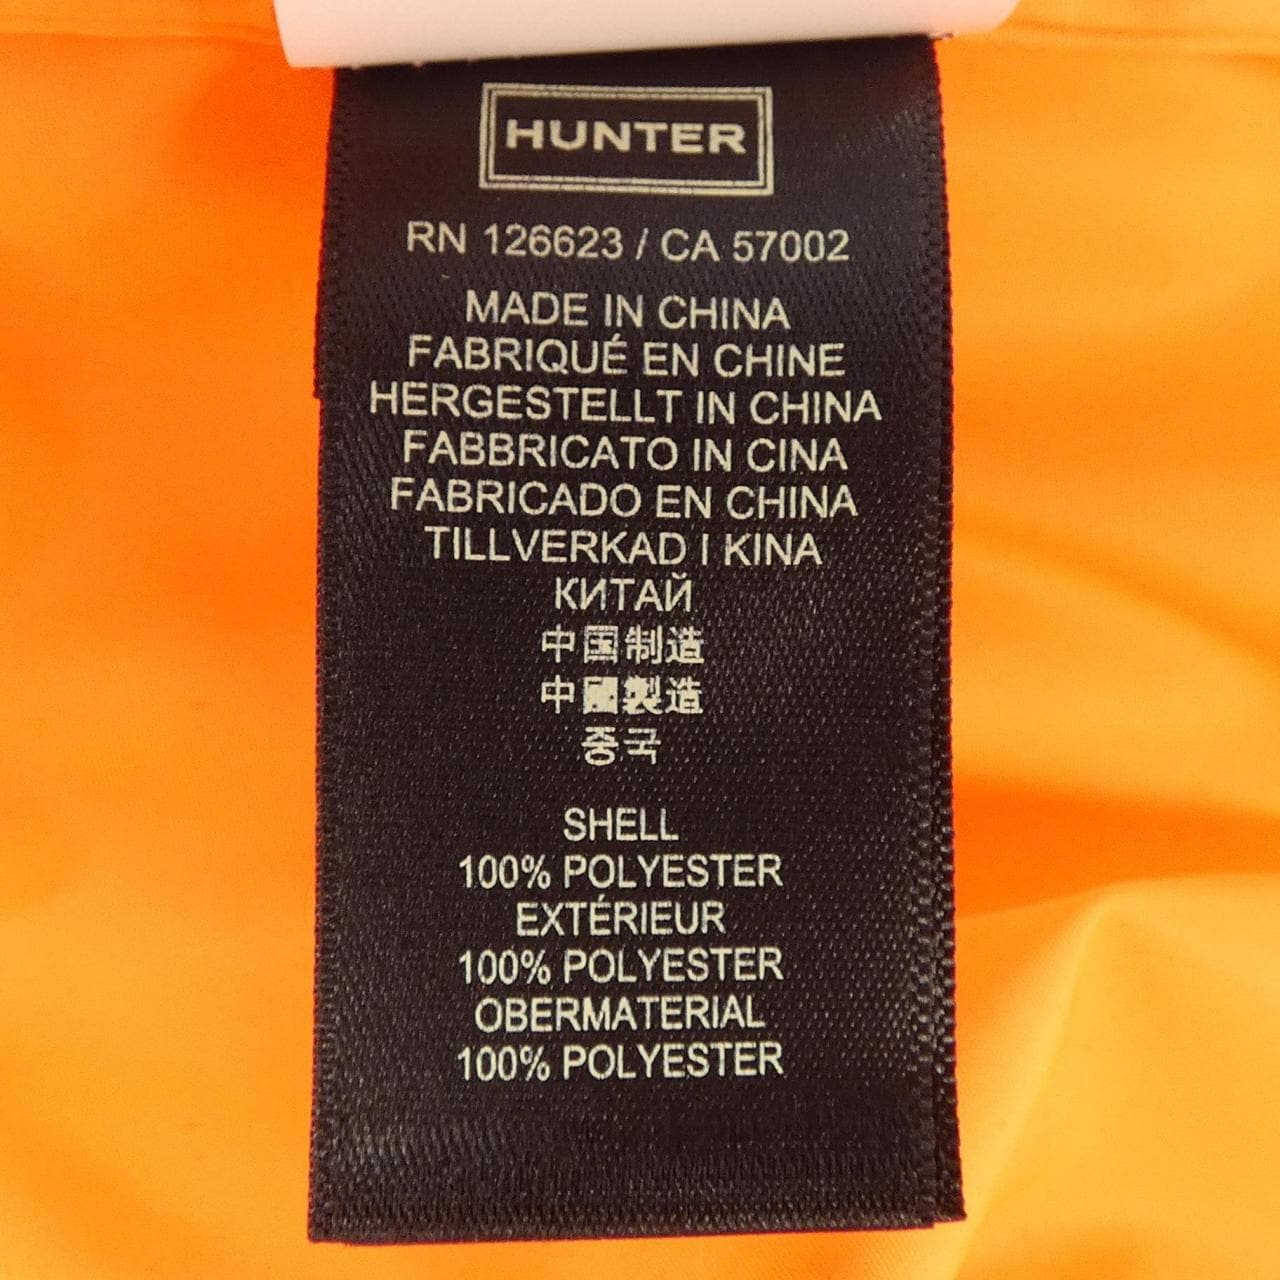 HUNTER
RN 126623 / CA 57002
MADE IN CHINA
FABRIQUÉ EN CHINE
HERGESTELLT IN CHINA
FABBRICATO IN CINA
FABRICADO EN CHINA
TILLVERKAD I KINA
КИТАЙ
中国制造
中國製造
중국
SHELL
100% POLYESTER
EXTÉRIEUR
100% POLYESTER
OBERMATERIAL
100% POLYESTER